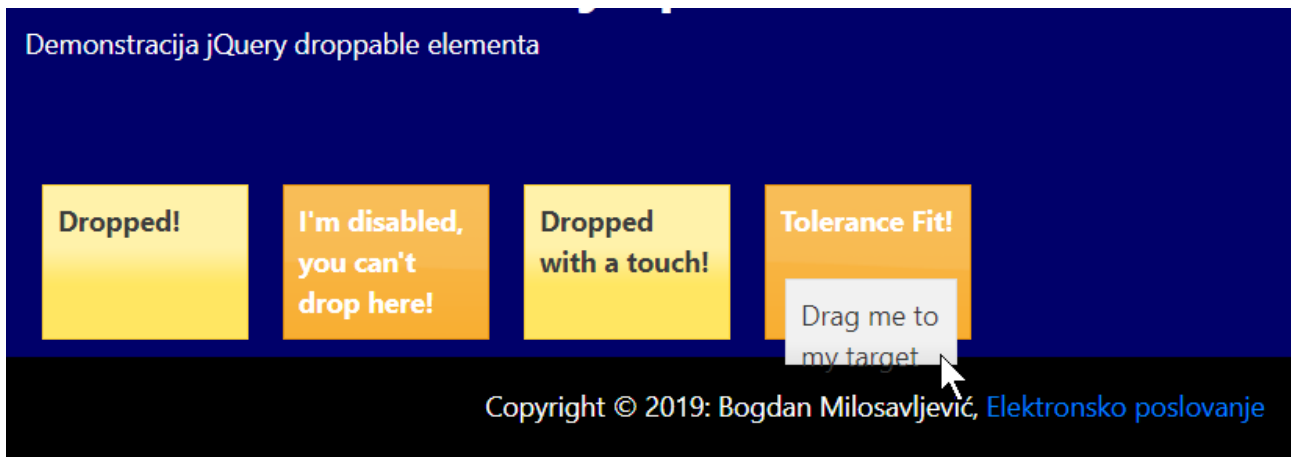 Demonstracija jQuery droppable elementa
Dropped!
I'm disabled,
you can't
drop here!
Dropped
with a touch!
Tolerance Fit!
Drag me to
my target
Copyright © 2019: Bogdan Milosavljević, Elektronsko poslovanje